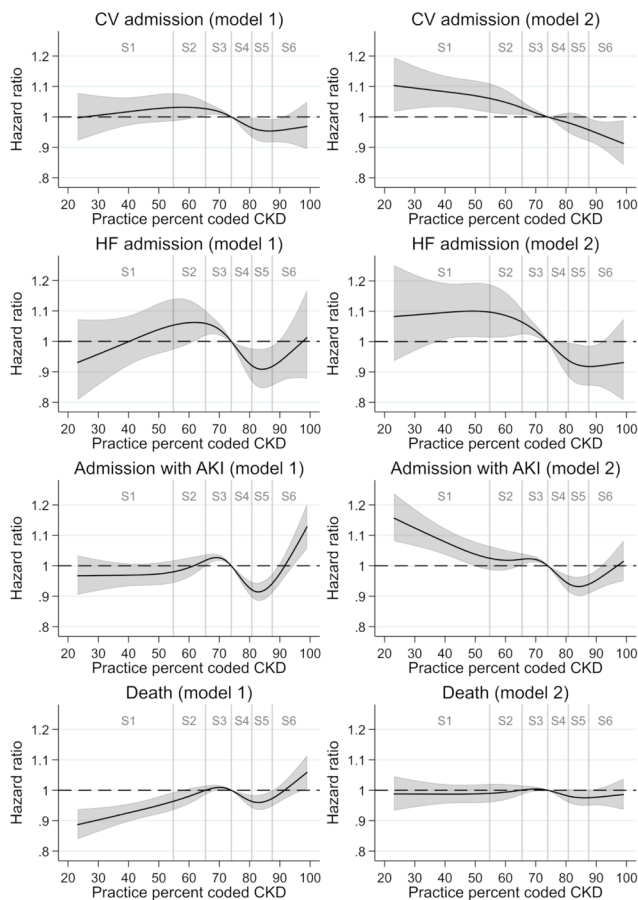 CV admission (model 1)
S1 S2 S3 S4 S5 S6
Hazard ratio
1.2
1.1
1
.9
.8
20 30 40 50 60 70 80 90 100
Practice percent coded CKD
CV admission (model 2)
S1 S2 S3 S4 S5 S6
Hazard ratio
1.2
1.1
1
.9
.8
20 30 40 50 60 70 80 90 100
Practice percent coded CKD
HF admission (model 1)
S1 S2 S3 S4 S5 S6
Hazard ratio
1.2
1.1
1
.9
.8
20 30 40 50 60 70 80 90 100
Practice percent coded CKD
HF admission (model 2)
S1 S2 S3 S4 S5 S6
Hazard ratio
1.2
1.1
1
.9
.8
20 30 40 50 60 70 80 90 100
Practice percent coded CKD
Admission with AKI (model 1)
S1 S2 S3 S4 S5 S6
Hazard ratio
1.2
1.1
1
.9
.8
20 30 40 50 60 70 80 90 100
Practice percent coded CKD
Admission with AKI (model 2)
S1 S2 S3 S4 S5 S6
Hazard ratio
1.2
1.1
1
.9
.8
20 30 40 50 60 70 80 90 100
Practice percent coded CKD
Death (model 1)
S1 S2 S3 S4 S5 S6
Hazard ratio
1.2
1.1
1
.9
.8
20 30 40 50 60 70 80 90 100
Practice percent coded CKD
Death (model 2)
S1 S2 S3 S4 S5 S6
Hazard ratio
1.2
1.1
1
.9
.8
20 30 40 50 60 70 80 90 100
Practice percent coded CKD